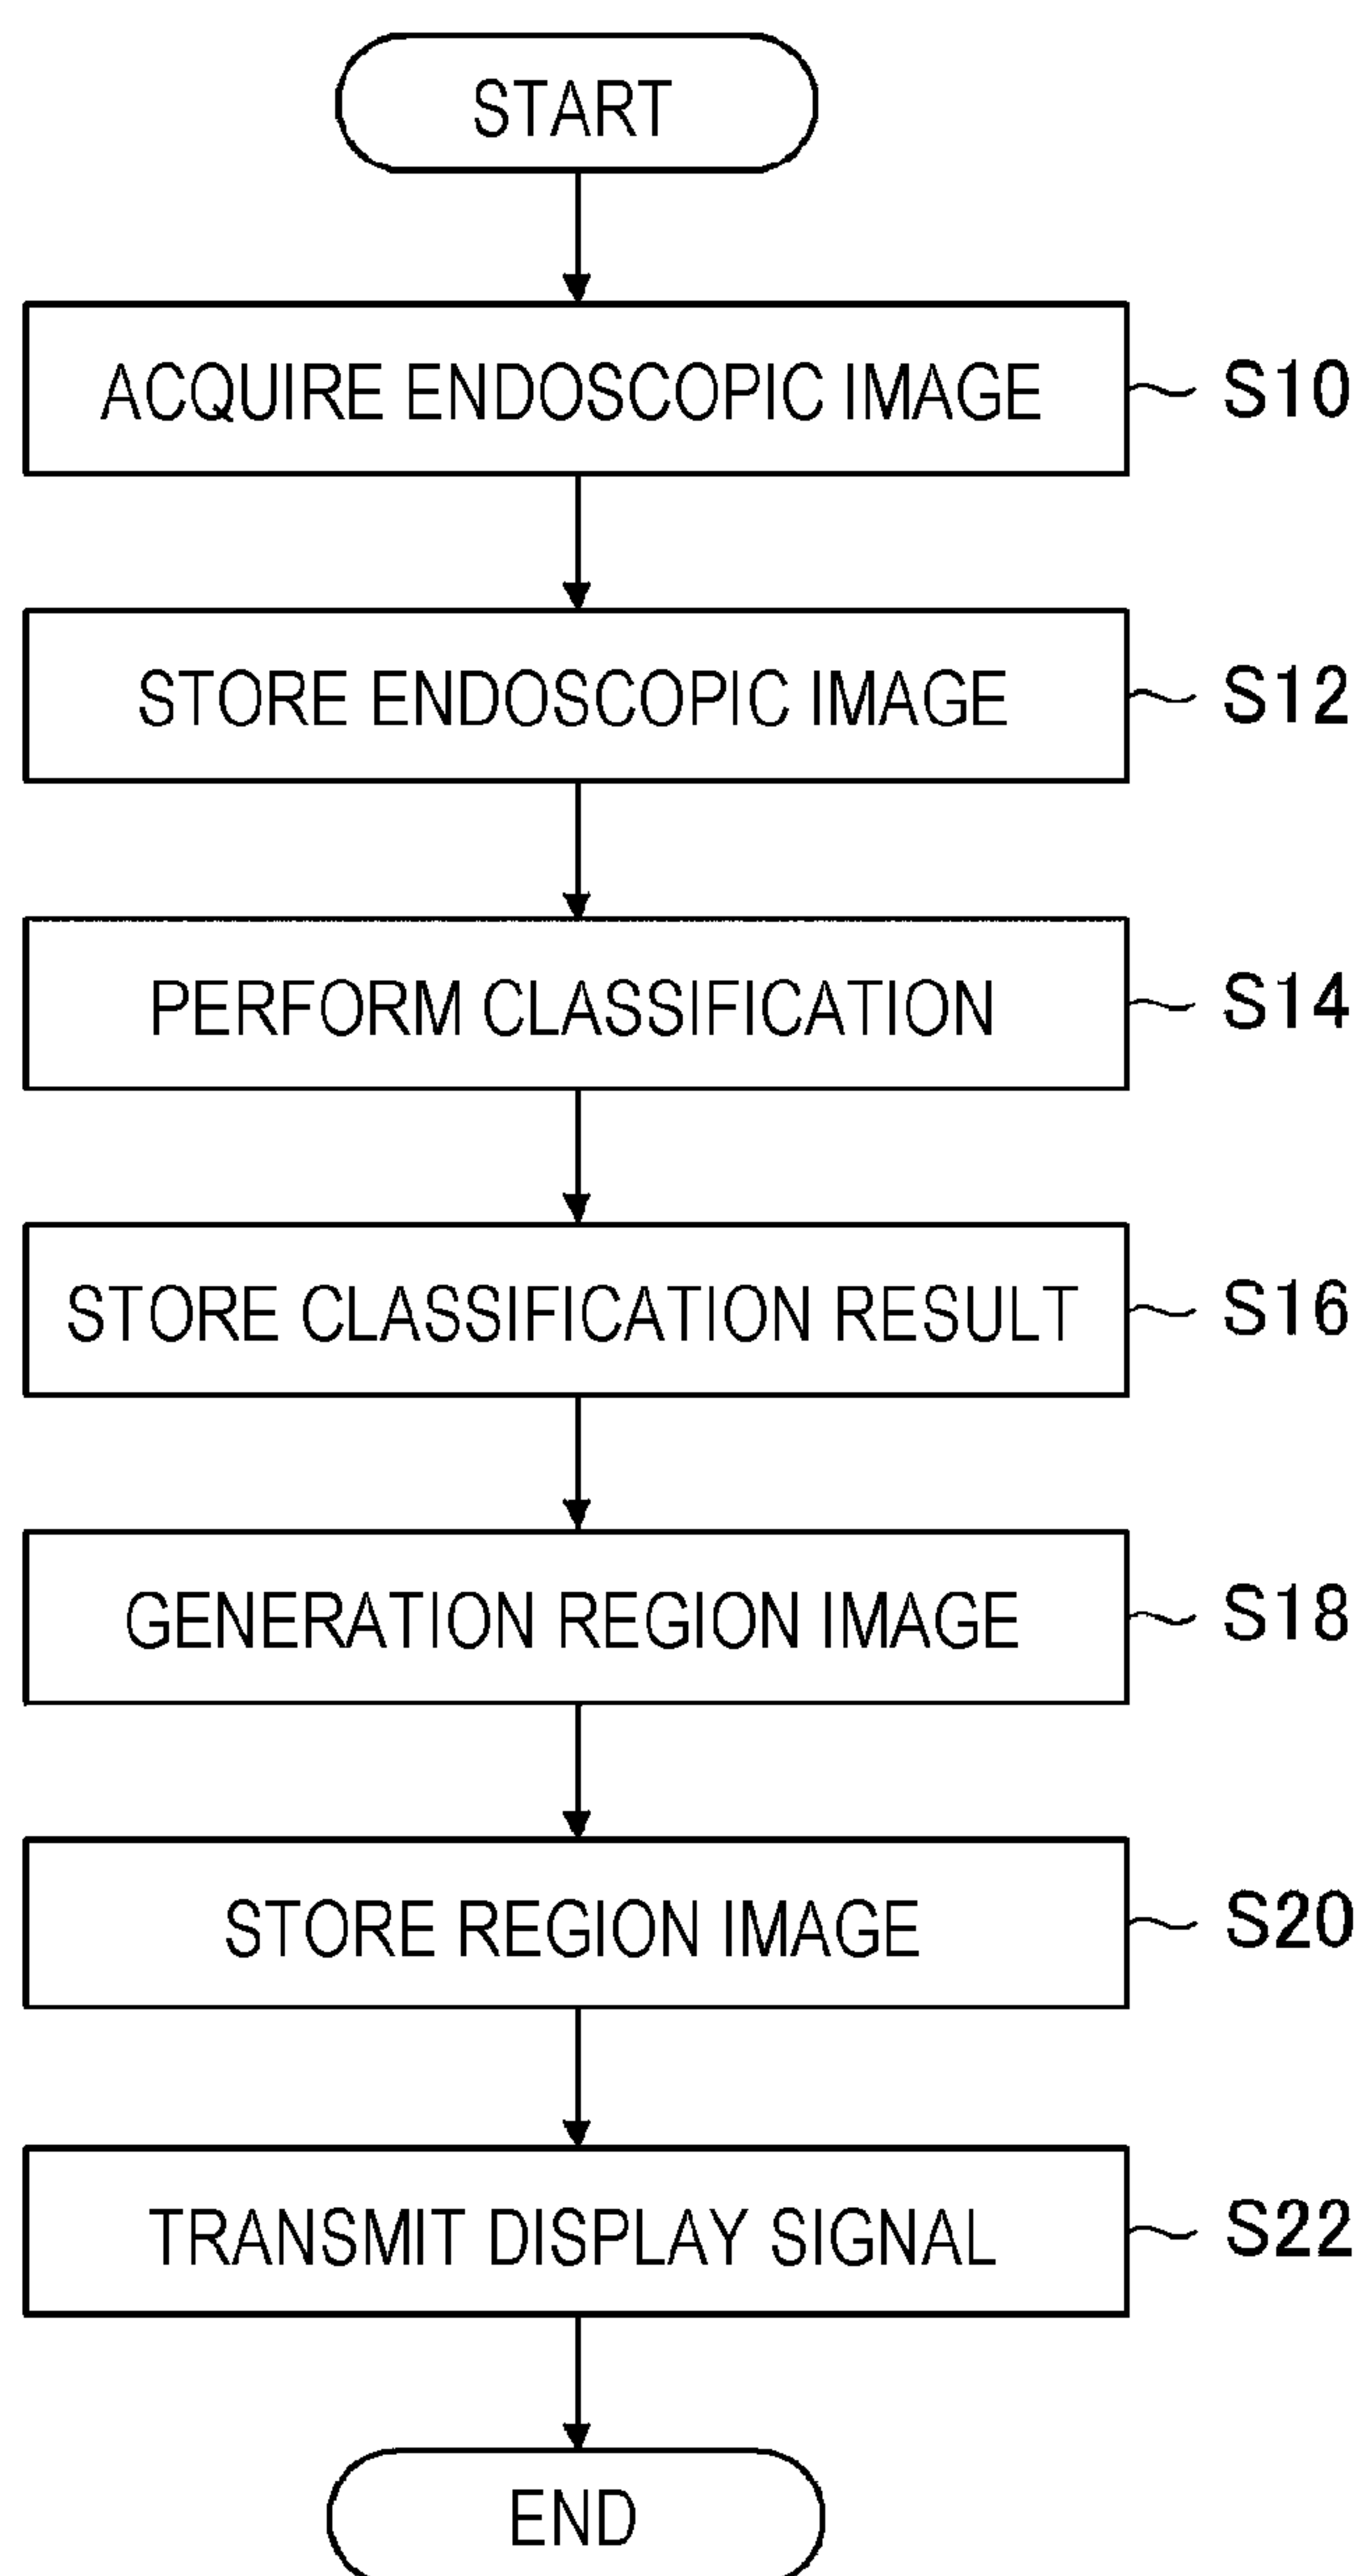 START
ACQUIRE ENDOSCOPIC IMAGE S10
STORE ENDOSCOPIC IMAGE S12
PERFORM CLASSIFICATION S14
STORE CLASSIFICATION RESULT S16
GENERATION REGION IMAGE S18
STORE REGION IMAGE S20
TRANSMIT DISPLAY SIGNAL S22
END